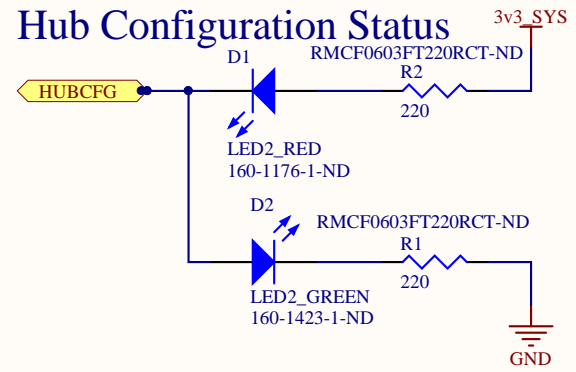 Hub Configuration Status
3v3_SYS
D1
RMCF0603FT220RCT-ND
R2
HUBCFG
220
LED2_RED
160-1176-1-ND
D2
RMCF0603FT220RCT-ND
R1
220
LED2_GREEN
160-1423-1-ND
GND